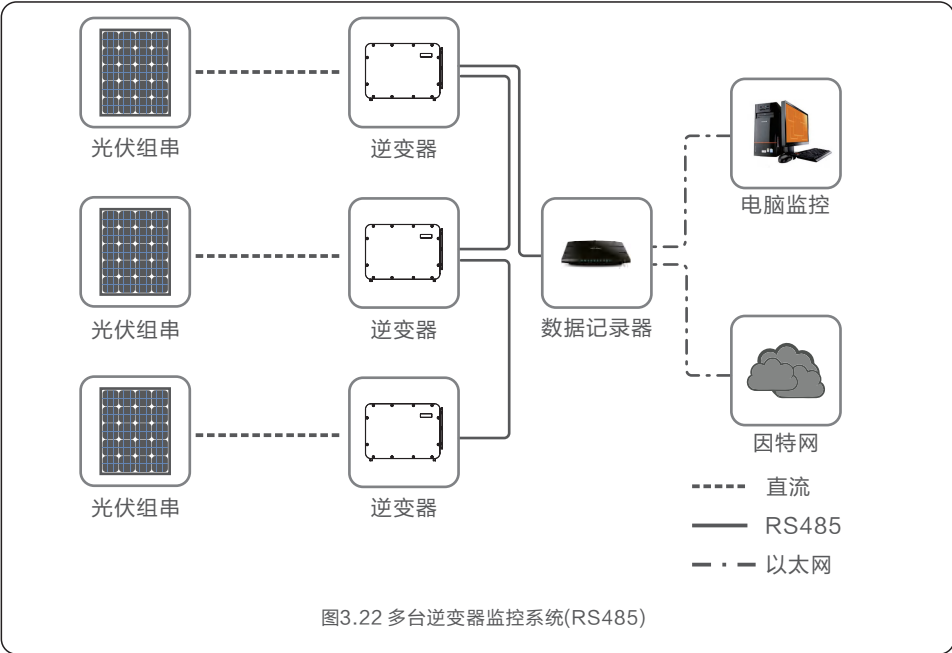 光伏组串
逆变器
电脑监控
光伏组串
逆变器
数据记录器
因特网
光伏组串
逆变器
直流
RS485
以太网
图3.22 多台逆变器监控系统(RS485)